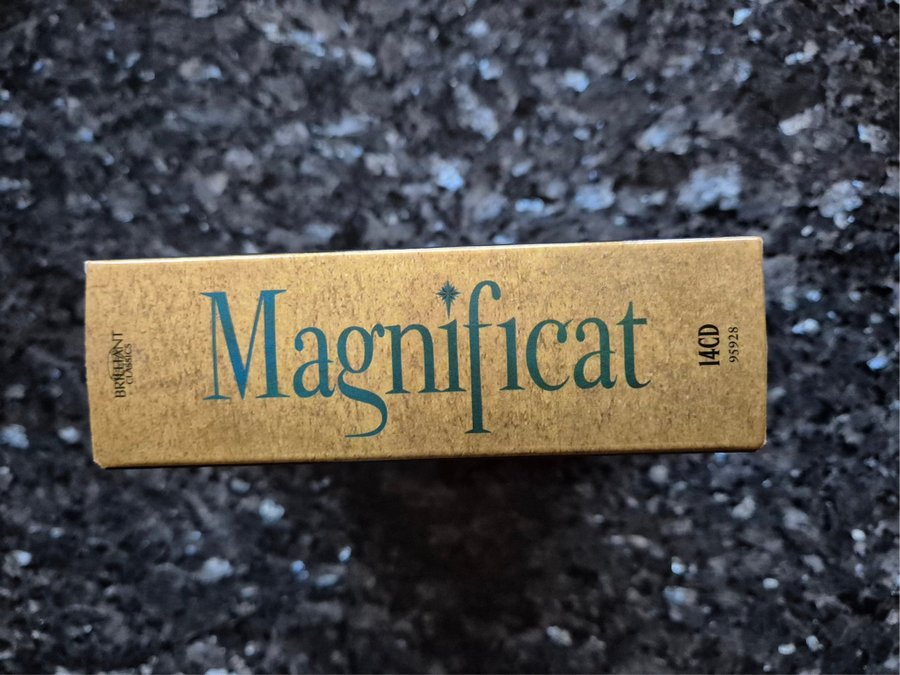 BRILLIANT
CLASSICS
Magnificat
14CD
95928